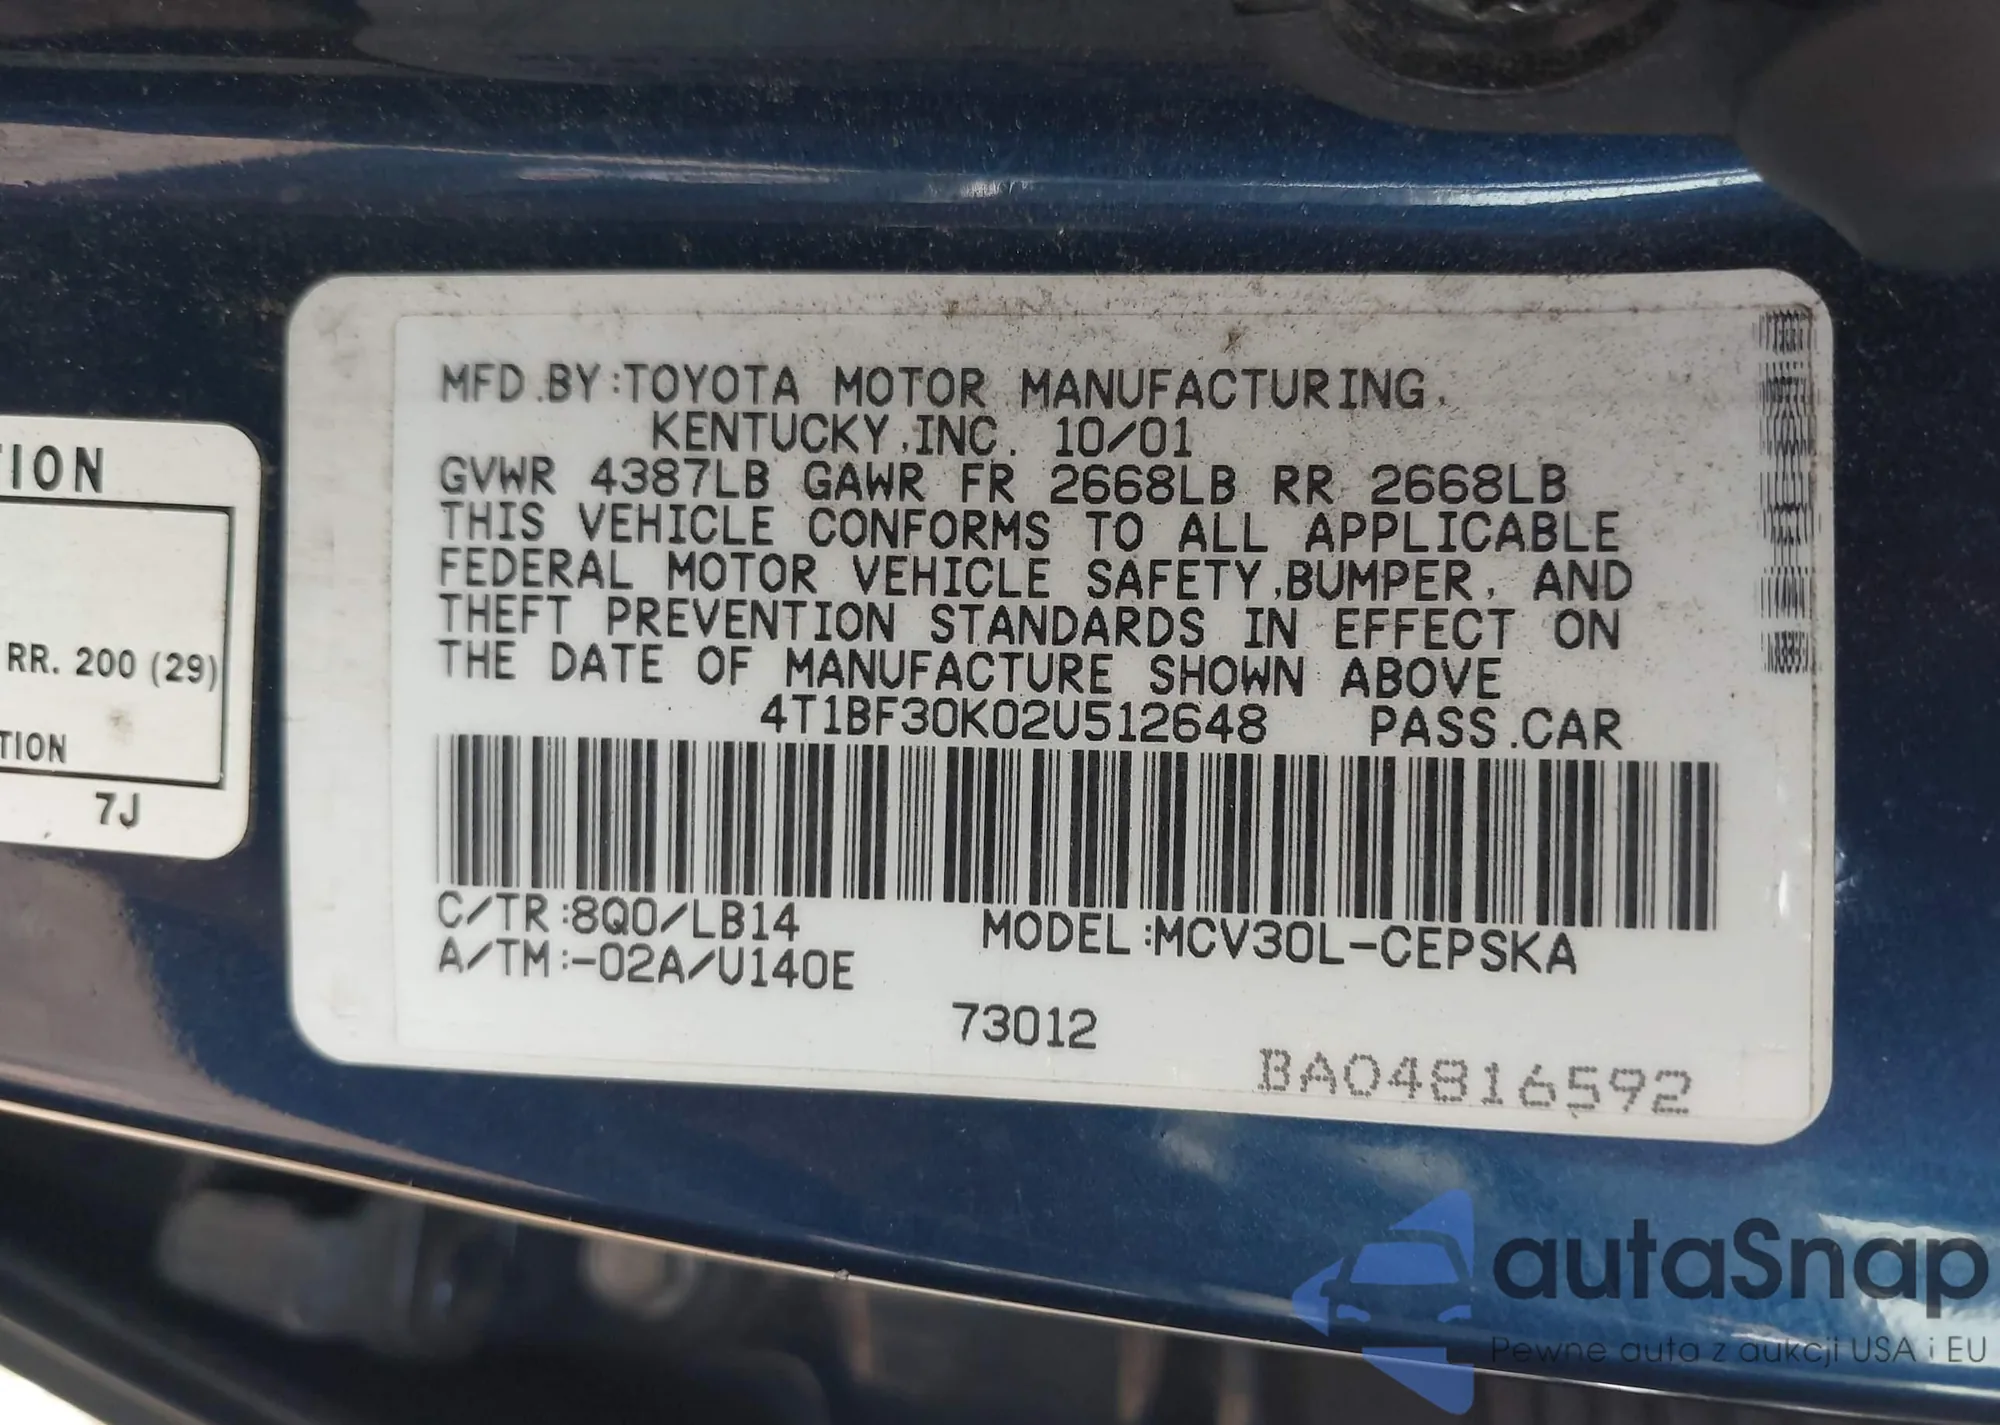 MFD.BY:TOYOTA MOTOR MANUFACTURING,
KENTUCKY,INC. 10/01
GVWR 4387LB GAWR FR 2668LB RR 2668LB
THIS VEHICLE CONFORMS TO ALL APPLICABLE
FEDERAL MOTOR VEHICLE SAFETY,BUMPER, AND
THEFT PREVENTION STANDARDS IN EFFECT ON
THE DATE OF MANUFACTURE SHOWN ABOVE
4T1BF30K02U512648 PASS.CAR
C/TR:8Q0/LB14 MODEL:MCV30L-CEPSKA
A/TM:-02A/U140E
73012
BA04816592
ION
RR. 200 (29)
TION
7J
autaSnap
Pewne auta z aukcji USA i EU